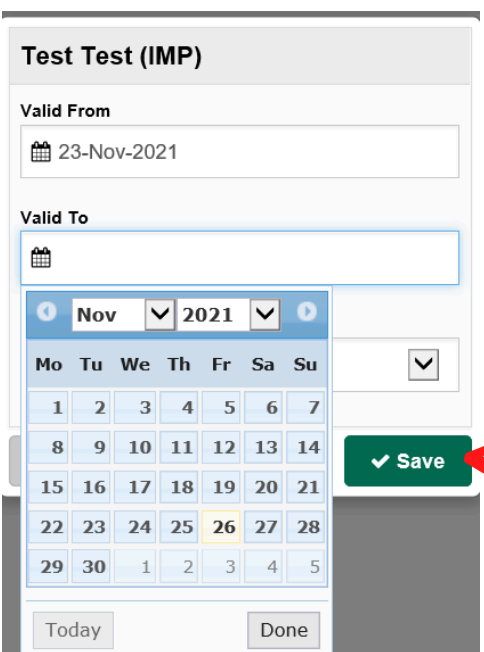 Test Test (IMP)
Valid From
23-Nov-2021
Valid To
Nov 2021
Mo Tu We Th Fr Sa Su
1 2 3 4 5 6 7
8 9 10 11 12 13 14
15 16 17 18 19 20 21
22 23 24 25 26 27 28
29 30 1 2 3 4 5
Save
Today Done